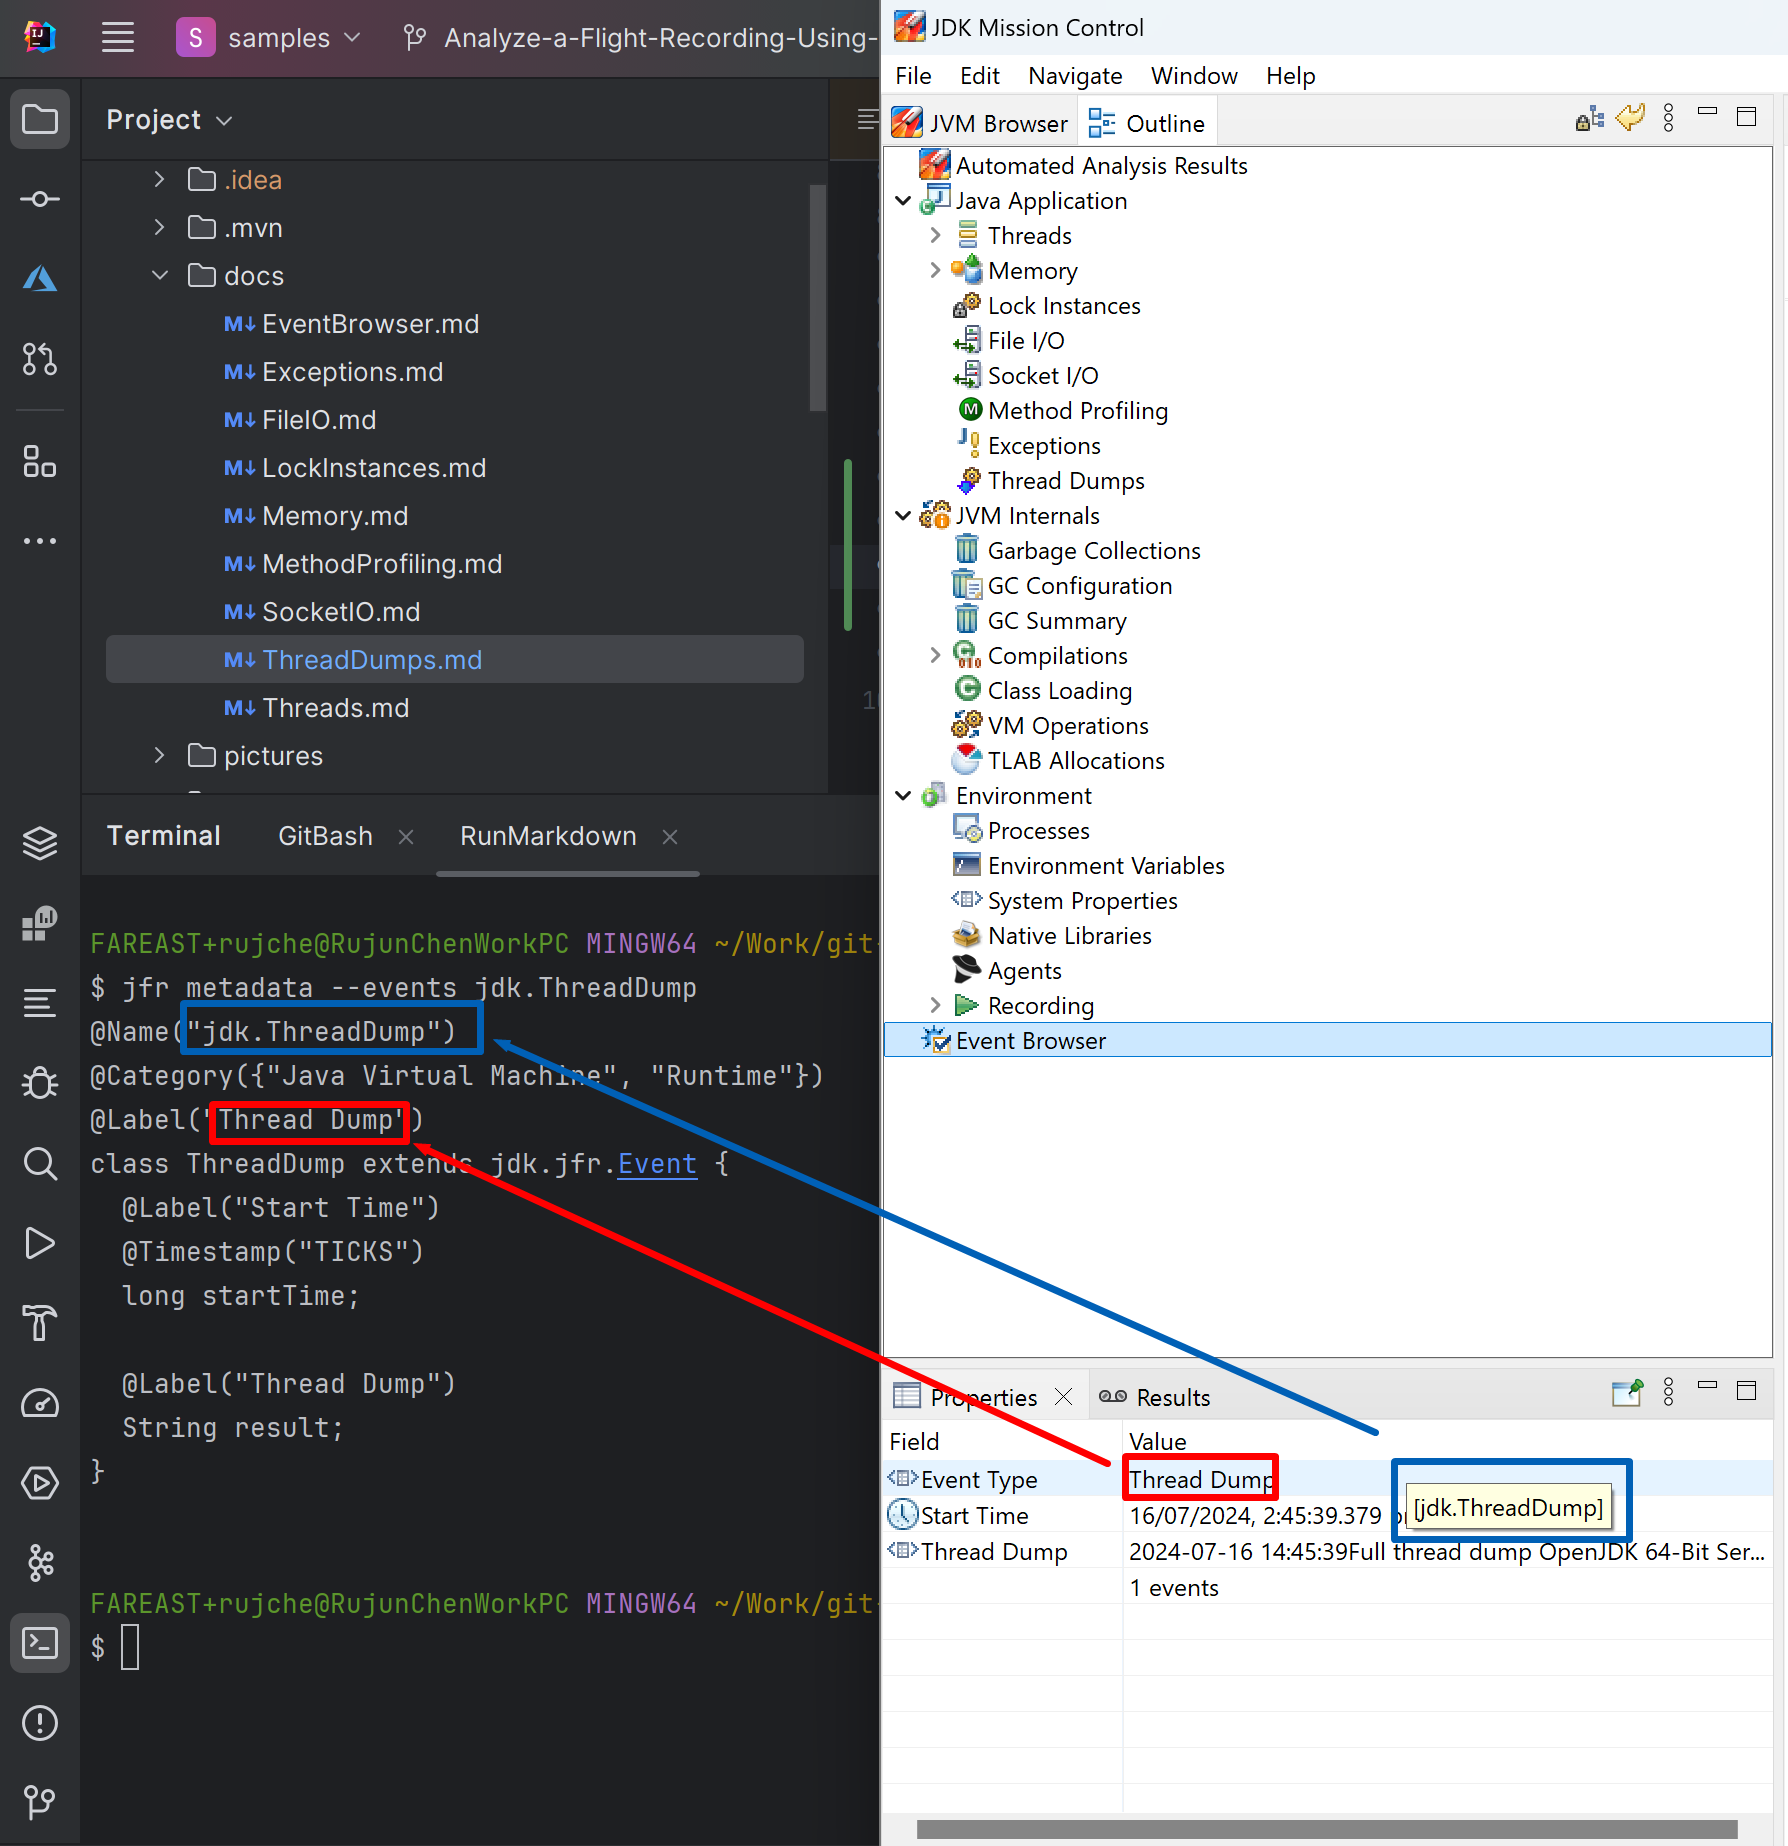 S samples
Analyze-a-Flight-Recording-Using-
Project
.idea
.mvn
docs
EventBrowser.md
Exceptions.md
FileIO.md
LockInstances.md
Memory.md
MethodProfiling.md
SocketIO.md
ThreadDumps.md
Threads.md
pictures
Terminal GitBash RunMarkdown
FAREAST+rujche@RujunChenWorkPC MINGW64 ~/Work/git-
$ jfr metadata --events jdk.ThreadDump
@Name("jdk.ThreadDump")
@Category({"Java Virtual Machine", "Runtime"})
@Label("Thread Dump")
class ThreadDump extends jdk.jfr.Event {
@Label("Start Time")
@Timestamp("TICKS")
long startTime;
@Label("Thread Dump")
String result;
}
FAREAST+rujche@RujunChenWorkPC MINGW64 ~/Work/git-
$
JDK Mission Control
File Edit Navigate Window Help
JVM Browser Outline
Automated Analysis Results
Java Application
Threads
Memory
Lock Instances
File I/O
Socket I/O
Method Profiling
Exceptions
Thread Dumps
JVM Internals
Garbage Collections
GC Configuration
GC Summary
Compilations
Class Loading
VM Operations
TLAB Allocations
Environment
Processes
Environment Variables
System Properties
Native Libraries
Agents
Recording
Event Browser
Properties Results
Field Value
Event Type Thread Dump
[jdk.ThreadDump]
Start Time 16/07/2024, 2:45:39.379
Thread Dump 2024-07-16 14:45:39Full thread dump OpenJDK 64-Bit Ser...
1 events